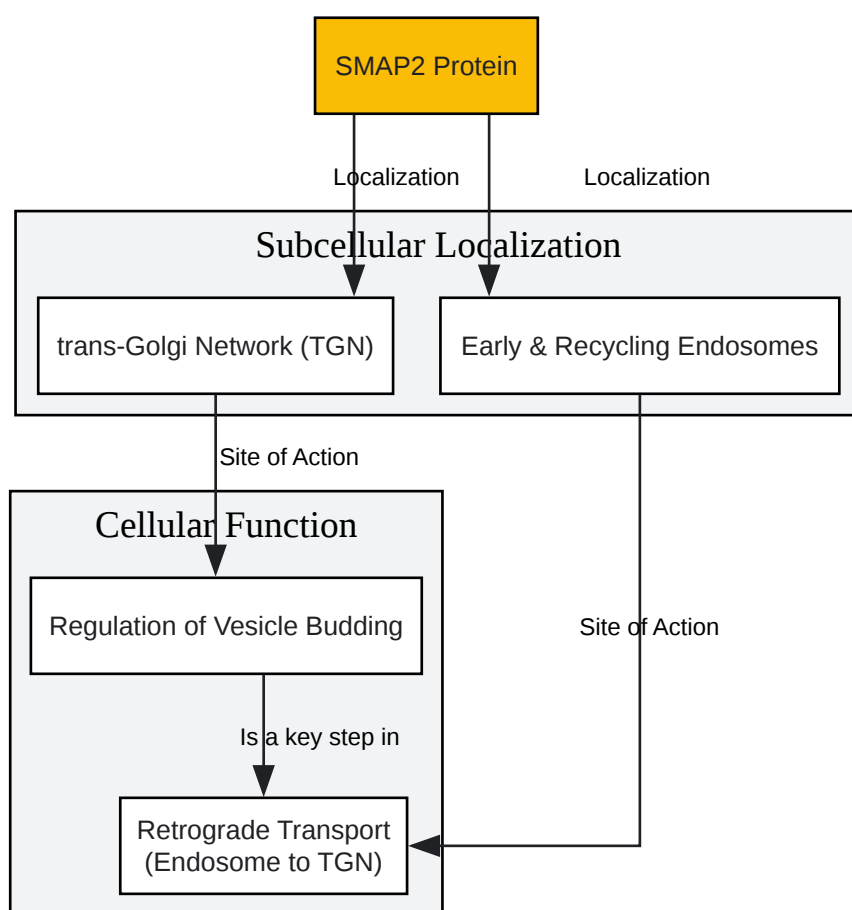 SMAP2 Protein
Localization
Localization
Subcellular Localization
trans-Golgi Network (TGN)
Early & Recycling Endosomes
Site of Action
Cellular Function
Regulation of Vesicle Budding
Site of Action
Is a key step in
Retrograde Transport
(Endosome to TGN)